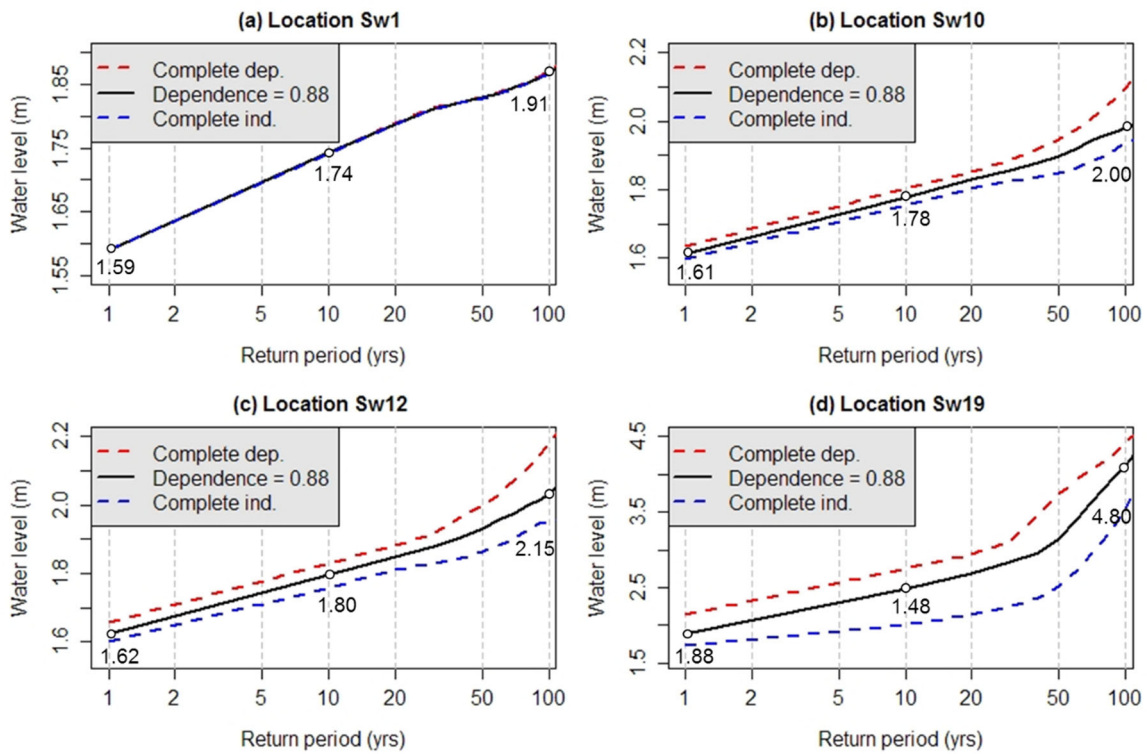 (a) Location Sw1
Water level (m)
1.85
1.75
1.65
1.55
Complete dep.
Dependence = 0.88
Complete ind.
1.59
1.74
1.91
1 2 5 10 20 50 100
Return period (yrs)
(b) Location Sw10
Water level (m)
2.2
2.0
1.8
1.6
Complete dep.
Dependence = 0.88
Complete ind.
1.61
1.78
2.00
1 2 5 10 20 50 100
Return period (yrs)
(c) Location Sw12
Water level (m)
2.2
2.0
1.8
1.6
Complete dep.
Dependence = 0.88
Complete ind.
1.62
1.80
2.15
1 2 5 10 20 50 100
Return period (yrs)
(d) Location Sw19
Water level (m)
4.5
3.5
2.5
1.5
Complete dep.
Dependence = 0.88
Complete ind.
1.88
1.48
4.80
1 2 5 10 20 50 100
Return period (yrs)